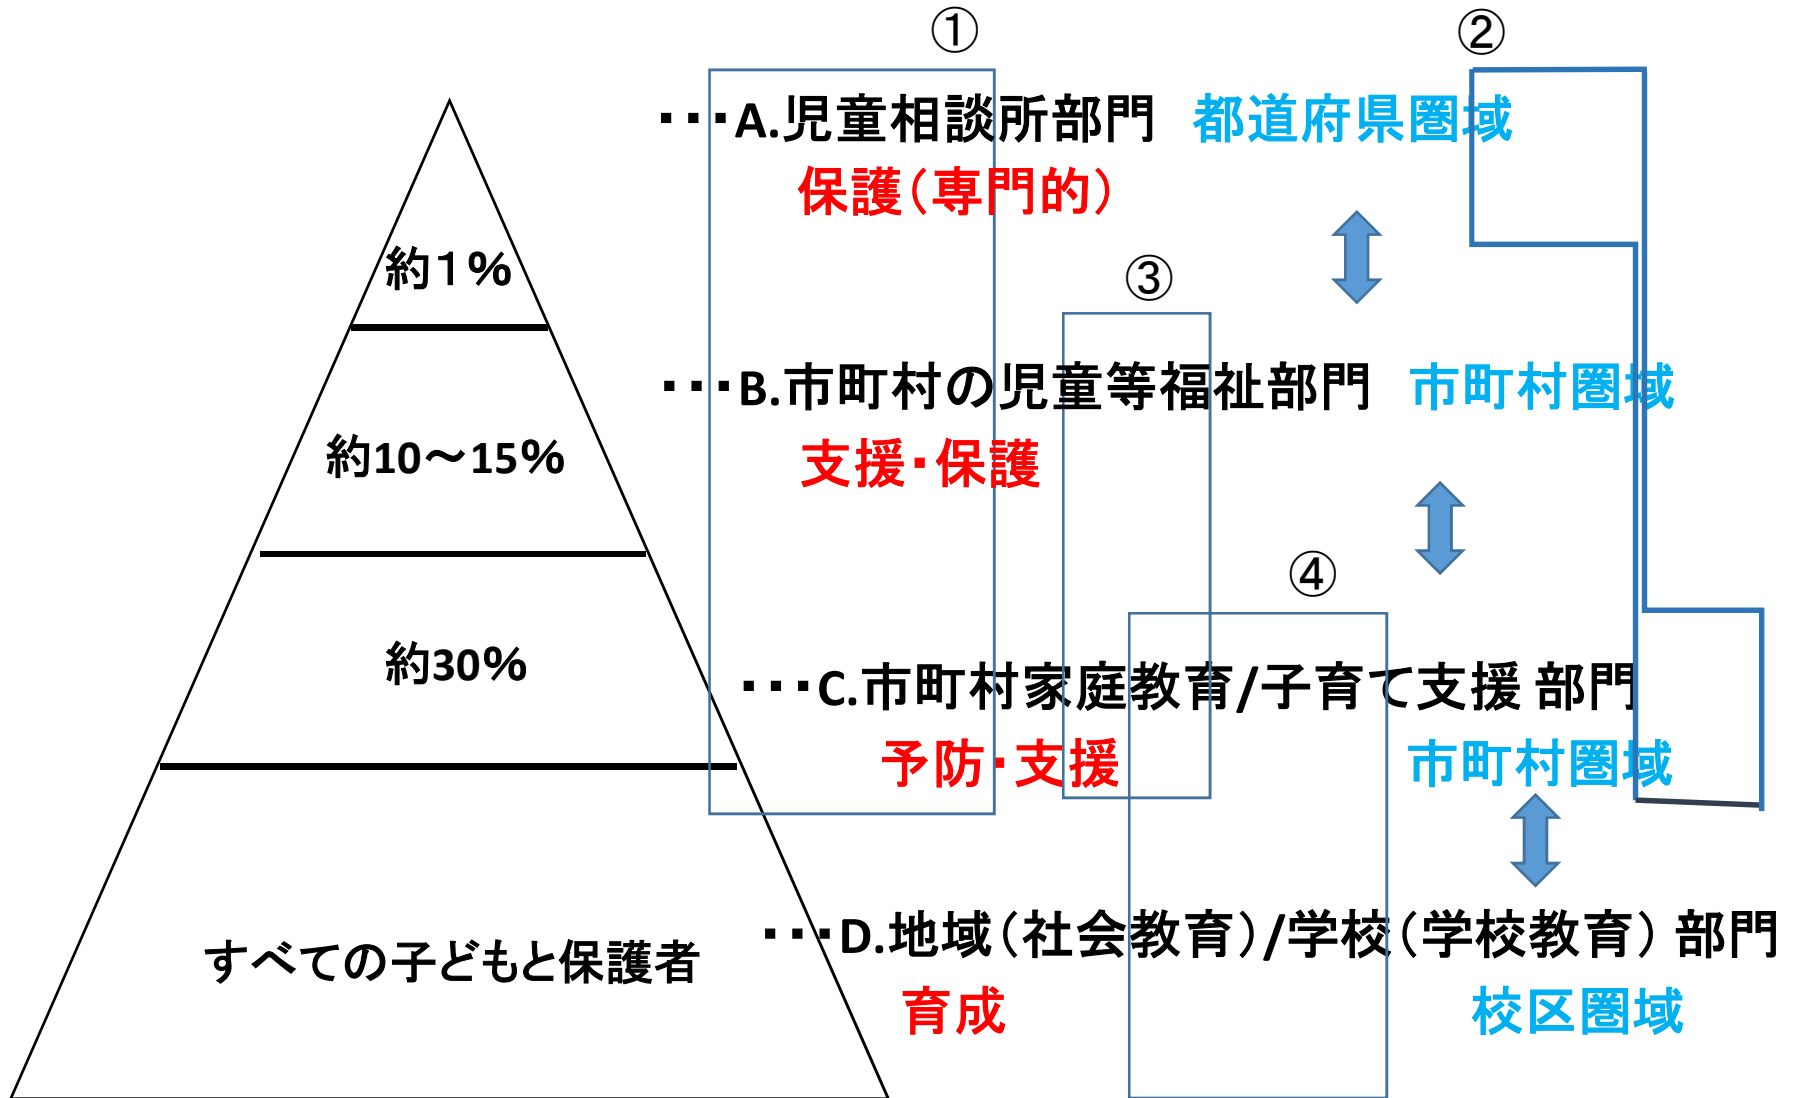 ① ②
・・・A.児童相談所部門 都道府県圏域
保護(専門的)
約1%
③
・・・B.市町村の児童等福祉部門 市町村圏域
約10～15%
支援・保護
④
約30%
・・・C.市町村家庭教育/子育て支援 部門
予防・支援 市町村圏域
・・・D.地域(社会教育)/学校(学校教育) 部門
すべての子どもと保護者
育成 校区圏域